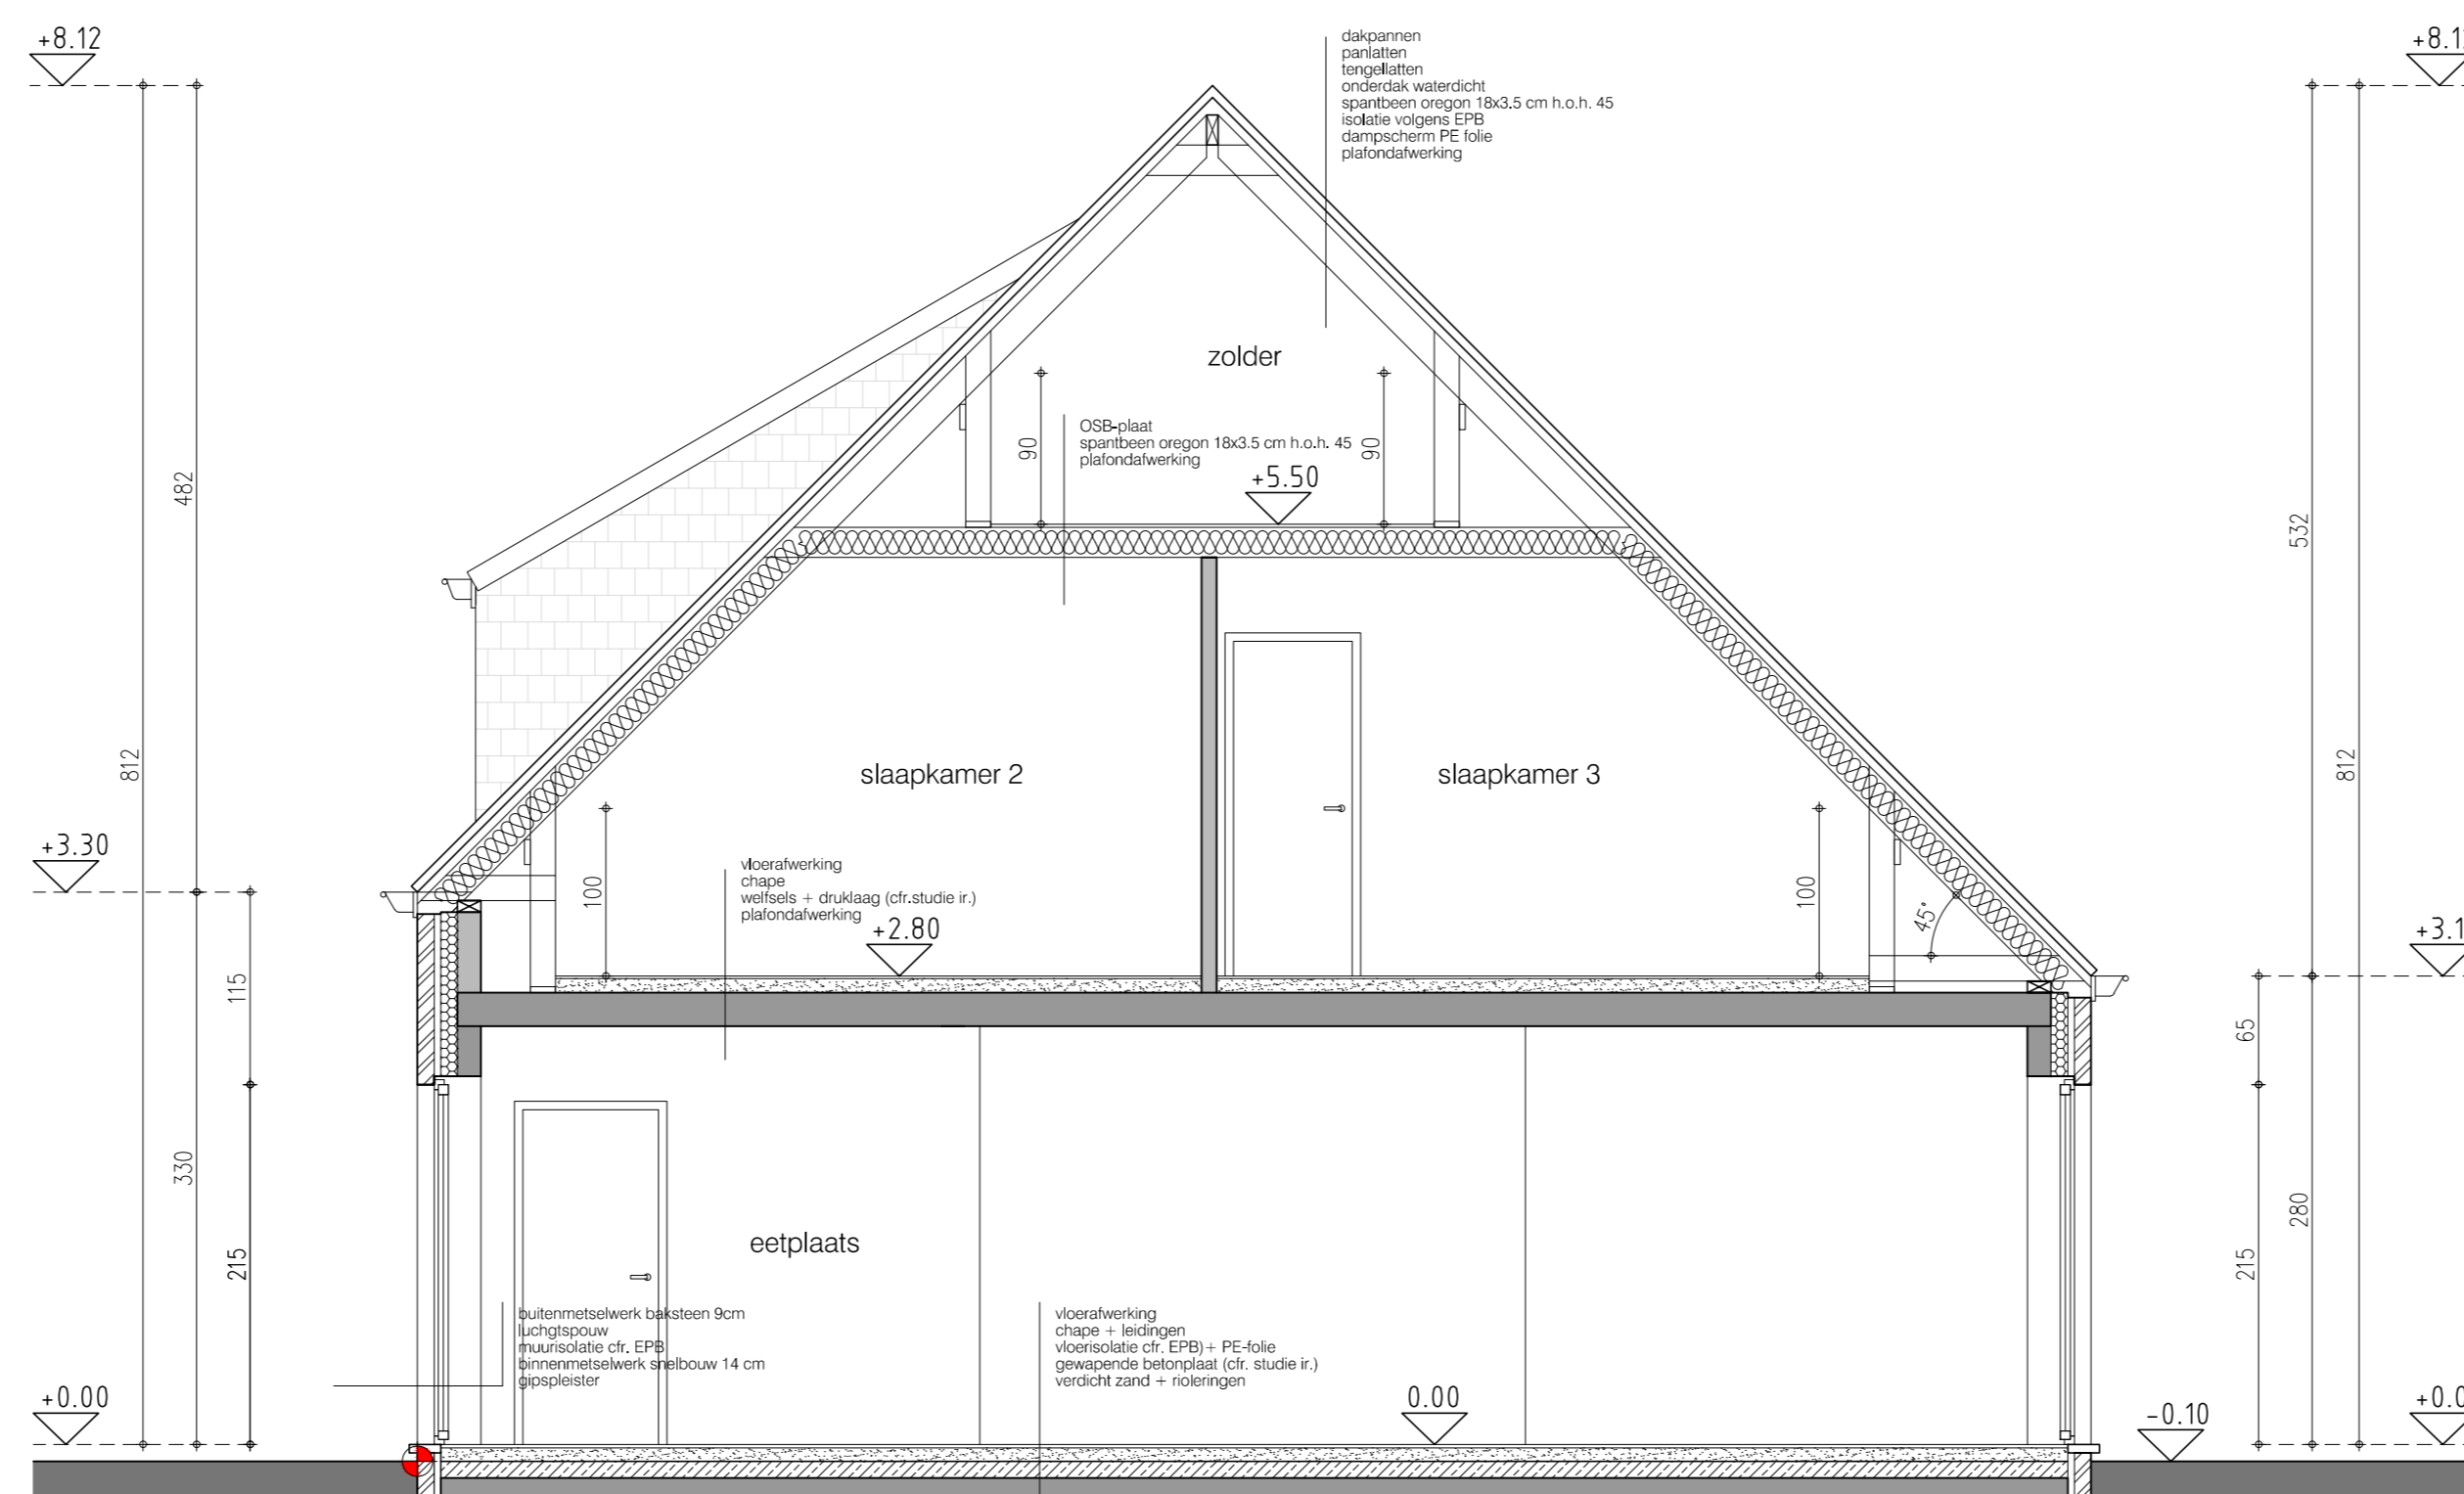 +8.12
+8.1
dakpannen
panlatten
tengellatten
onderdak waterdicht
spantbeen oregon 18x3.5 cm h.o.h. 45
isolatie volgens EPB
dampscherm PE folie
plafondafwerking
zolder
OSB-plaat
spantbeen oregon 18x3.5 cm h.o.h. 45
plafondafwerking
90
90
+5.50
482
532
812
812
slaapkamer 2
slaapkamer 3
+3.30
vloerafwerking
chape
welfsels + druklaag (cfr.studie ir.)
plafondafwerking
100
100
+2.80
45°
+3.1
115
65
330
215
280
215
eetplaats
buitenmetselwerk baksteen 9cm
luchgtspouw
muurisolatie cfr. EPB
binnenmetselwerk snelbouw 14 cm
gipspleister
vloerafwerking
chape + leidingen
vloerisolatie cfr. EPB)+ PE-folie
gewapende betonplaat (cfr. studie ir.)
verdicht zand + rioleringen
+0.00
0.00
-0.10
+0.0